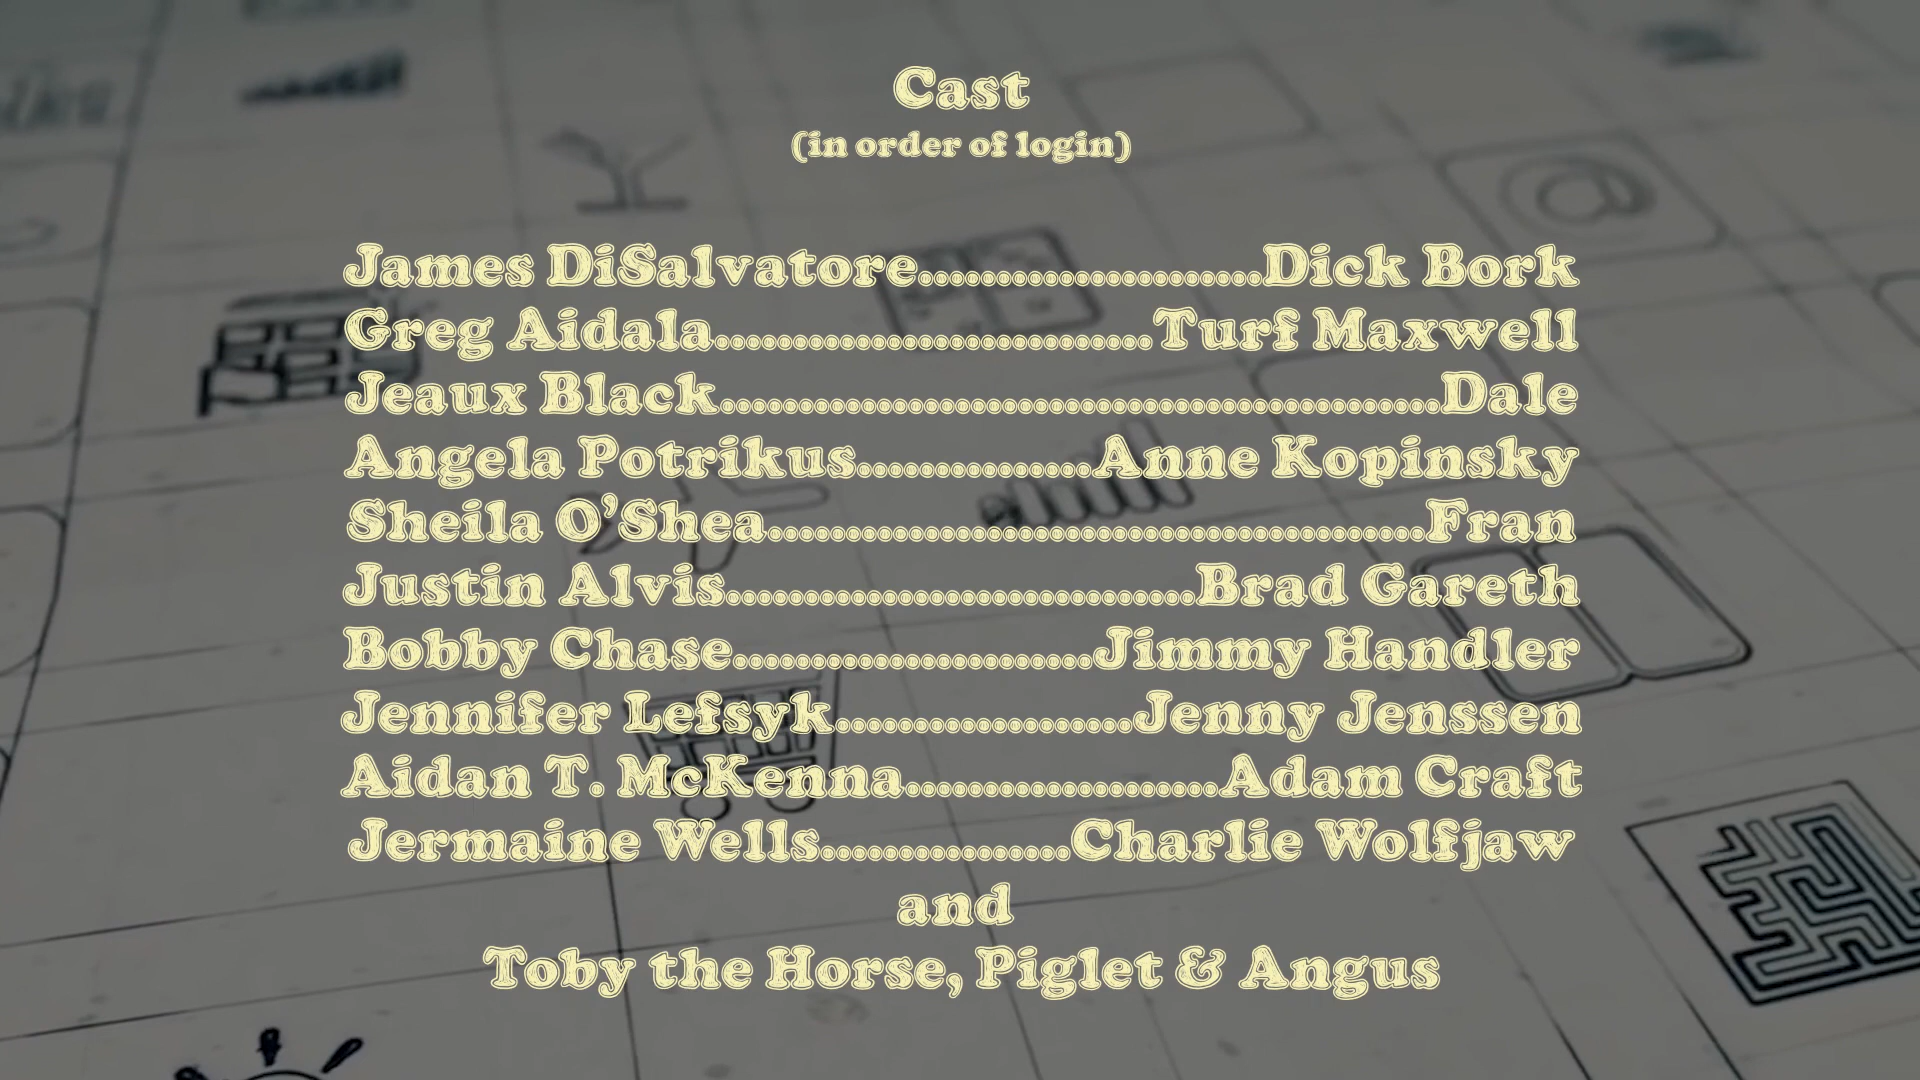 Cast
(in order of login)
James DiSalvatore......................Dick Bork
Greg Aidala............................Turf Maxwell
Jeaux Black..............................................Dale
Angela Potrikus...............Anne Kopinsky
Sheila O’Shea..........................................Fran
Justin Alvis..............................Brad Gareth
Bobby Chase.......................Jimmy Handler
Jennifer Lefsyk...................Jenny Jenssen
Aidan T. McKenna....................Adam Craft
Jermaine Wells................Charlie Wolfjaw
and
Toby the Horse, Piglet & Angus